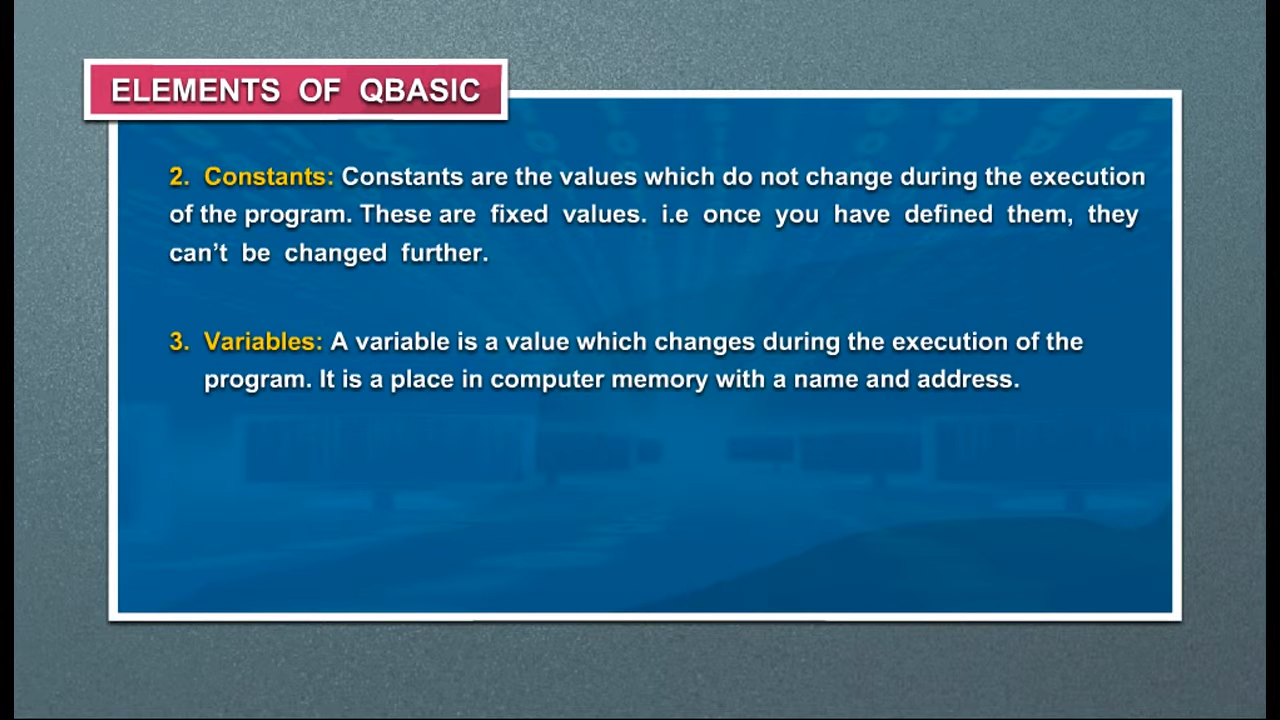 ELEMENTS OF QBASIC
2. Constants: Constants are the values which do not change during the execution
of the program. These are fixed values. i.e once you have defined them, they
can't be changed further.
3. Variables: A variable is a value which changes during the execution of the
program. It is a place in computer memory with a name and address.